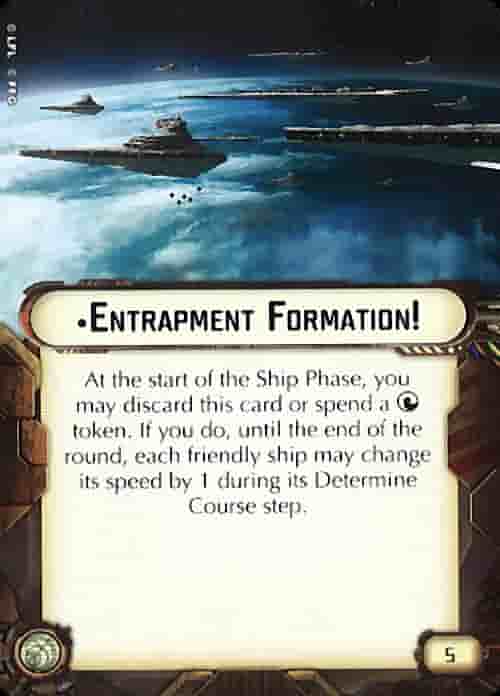 © LFL © FFG
•Entrapment Formation!
At the start of the Ship Phase, you
may discard this card or spend a
token. If you do, until the end of the
round, each friendly ship may change
its speed by 1 during its Determine
Course step.
5